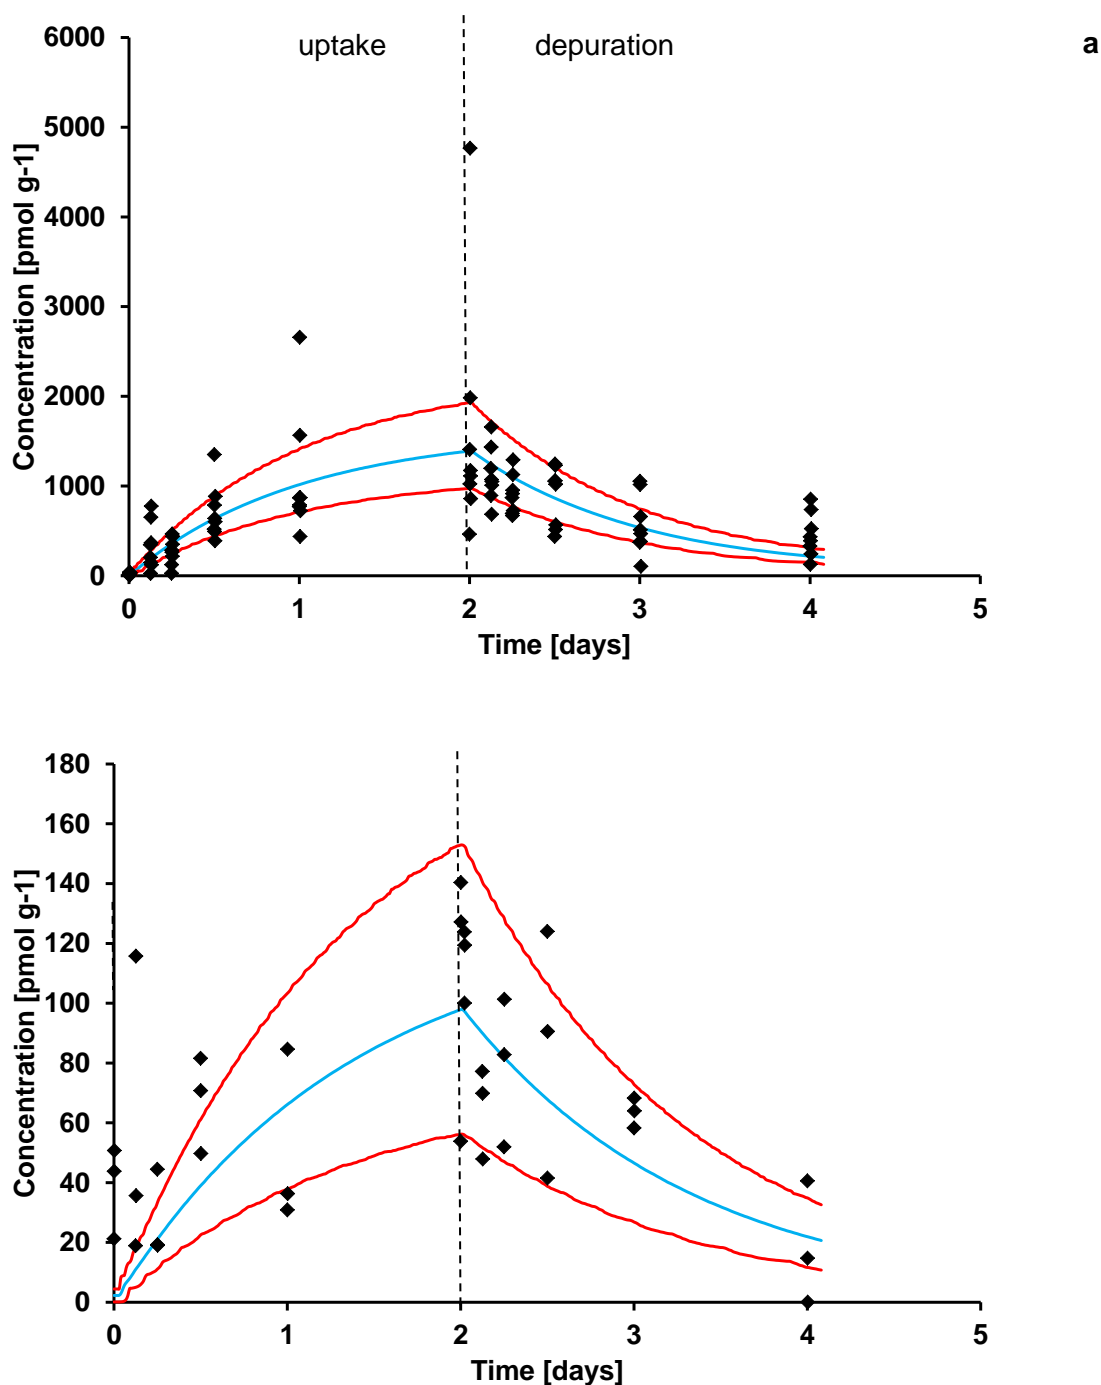 uptake depuration a
6000
5000
4000
3000
2000
1000
0
Concentration [pmol g-1]
0 1 2 3 4 5
Time [days]
180
160
140
120
100
80
60
40
20
0
Concentration [pmol g-1]
0 1 2 3 4 5
Time [days]